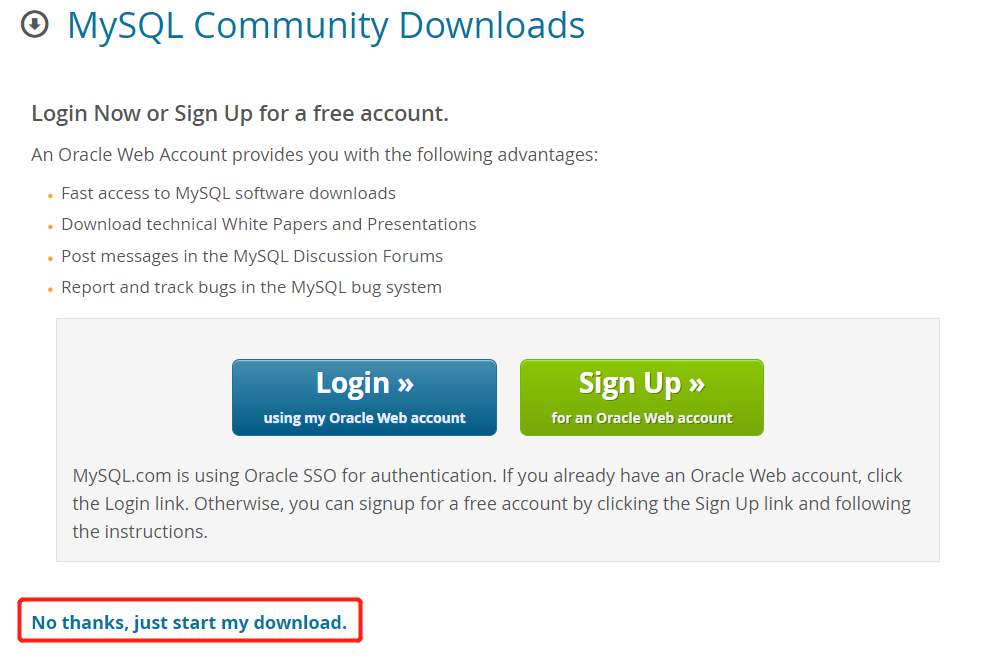 MySQL Community Downloads
Login Now or Sign Up for a free account.
An Oracle Web Account provides you with the following advantages:
Fast access to MySQL software downloads
Download technical White Papers and Presentations
Post messages in the MySQL Discussion Forums
Report and track bugs in the MySQL bug system
Login »
using my Oracle Web account
Sign Up »
for an Oracle Web account
MySQL.com is using Oracle SSO for authentication. If you already have an Oracle Web account, click
the Login link. Otherwise, you can signup for a free account by clicking the Sign Up link and following
the instructions.
No thanks, just start my download.